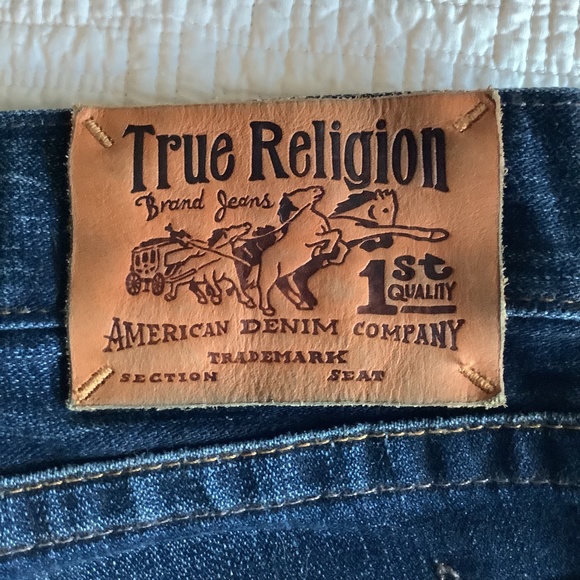 True Religion
Brand Jeans
1st
QUALITY
AMERICAN DENIM COMPANY
TRADEMARK
SECTION SEAT